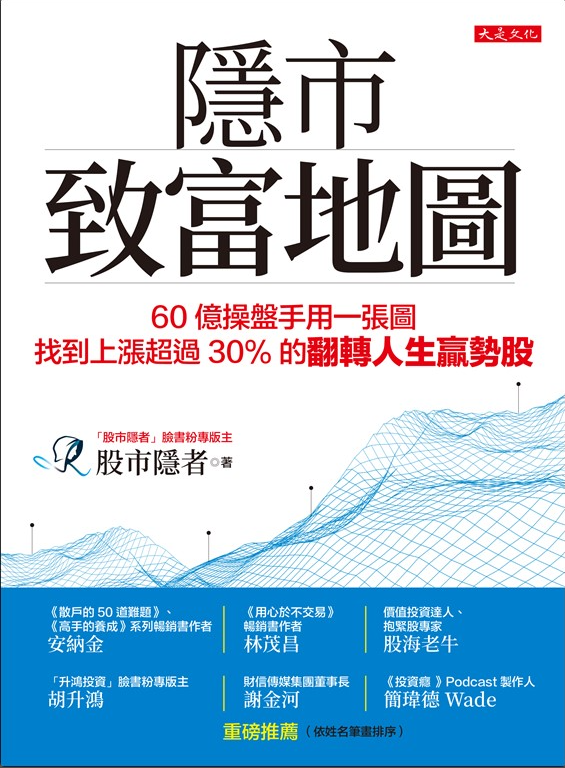 大是文化
隱市
致富地圖
60 億操盤手用一張圖
找到上漲超過 30% 的翻轉人生贏勢股
「股市隱者」臉書粉專版主
股市隱者◎著
《散戶的 50 道難題》、
《高手的養成》系列暢銷書作者
安納金
《用心於不交易》
暢銷書作者
林茂昌
價值投資達人、
抱緊股專家
股海老牛
「升鴻投資」臉書粉專版主
胡升鴻
財信傳媒集團董事長
謝金河
《投資癮》Podcast 製作人
簡瑋德 Wade
重磅推薦（依姓名筆畫排序）